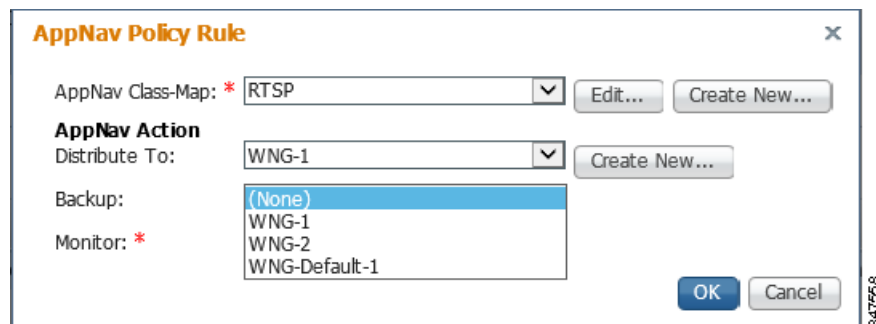 AppNav Policy Rule
AppNav Class-Map: * RTSP Edit... Create New...
AppNav Action
Distribute To: WNG-1 Create New...
Backup: (None)
WNG-1
Monitor: * WNG-2
WNG-Default-1
OK Cancel
347558